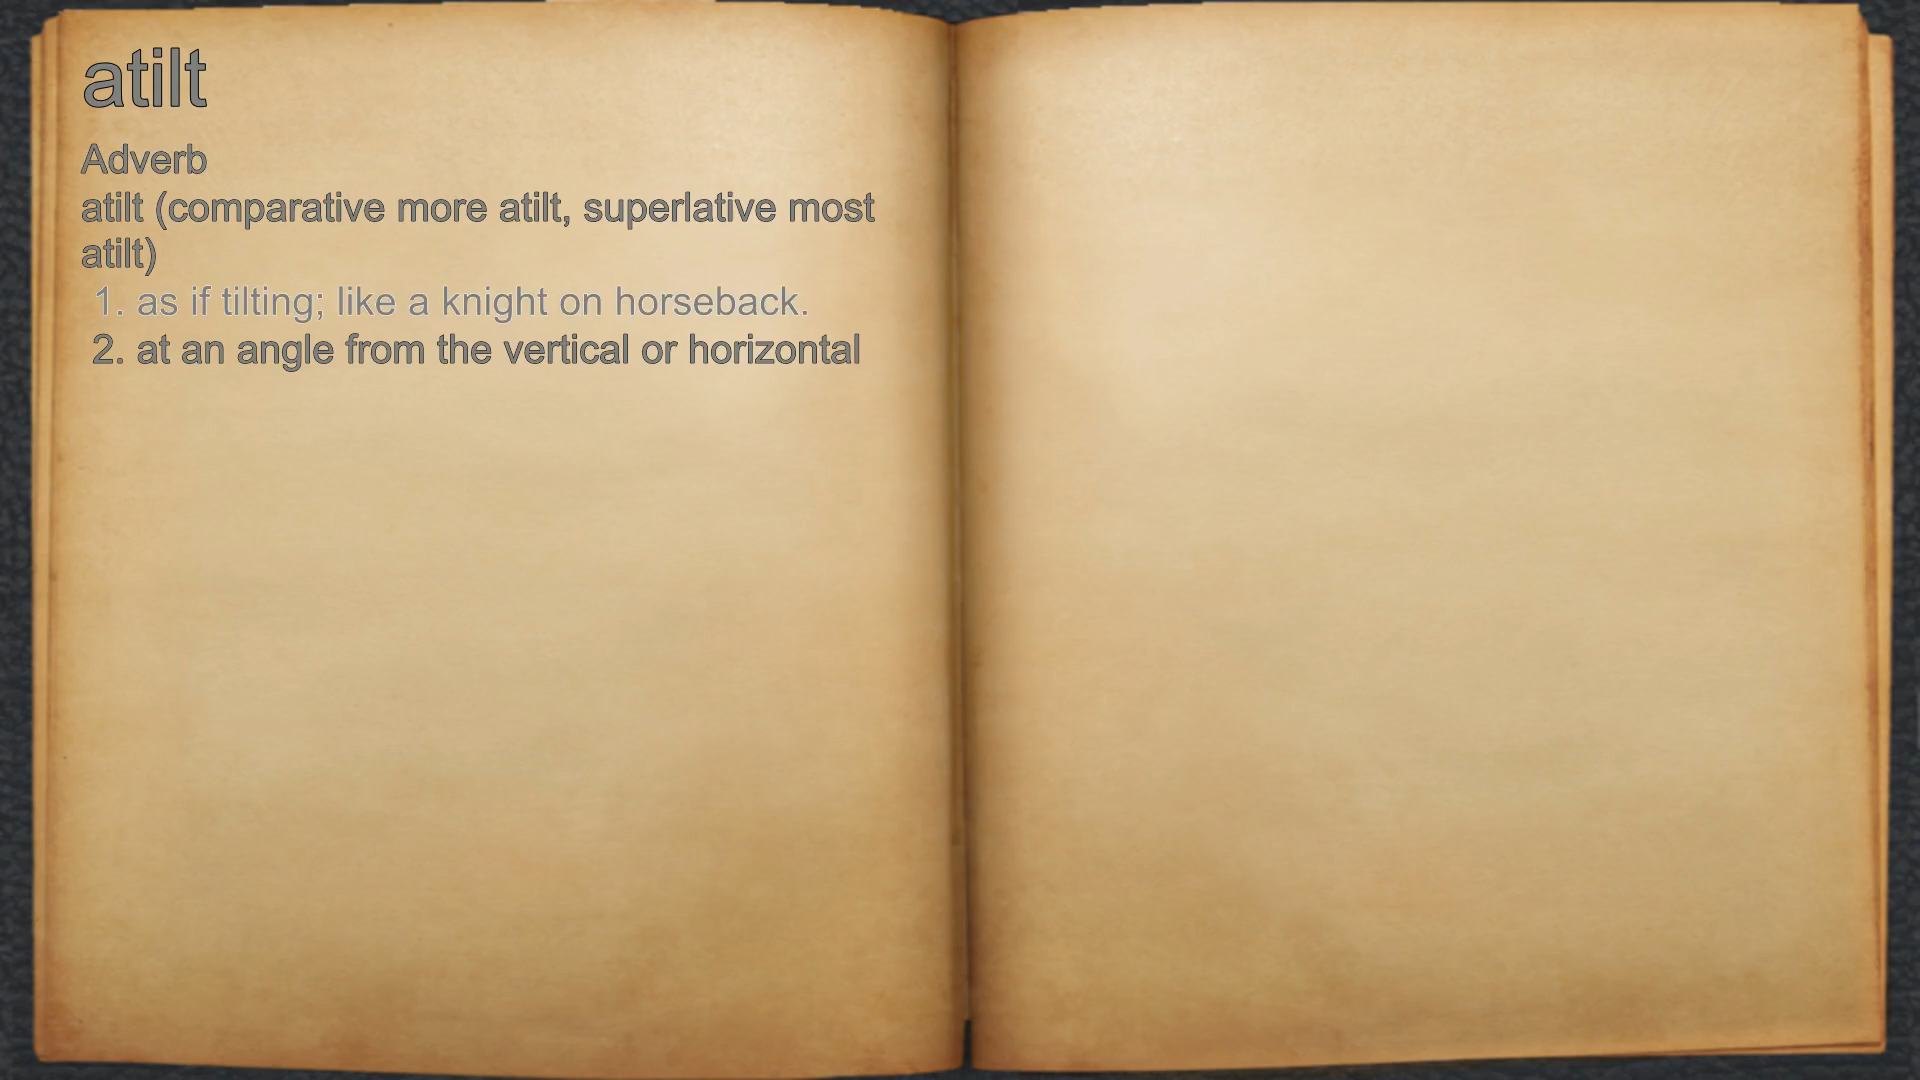 atilt
Adverb
atilt (comparative more atilt, superlative most
atilt)
1. as if tilting; like a knight on horseback.
2. at an angle from the vertical or horizontal